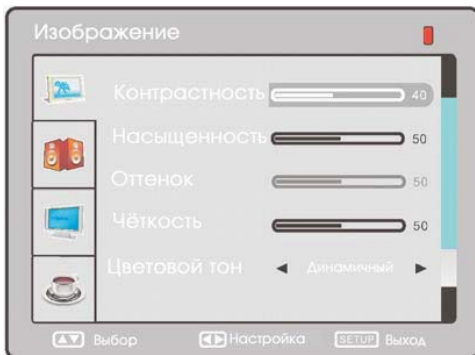 Изображение
Контрастность 40
Насыщенность 50
Оттенок 50
Чёткость 50
Цветовой тон ◀ Динамичный ▶
▲▼ Выбор ◀▶ Настройка SETUP Выход